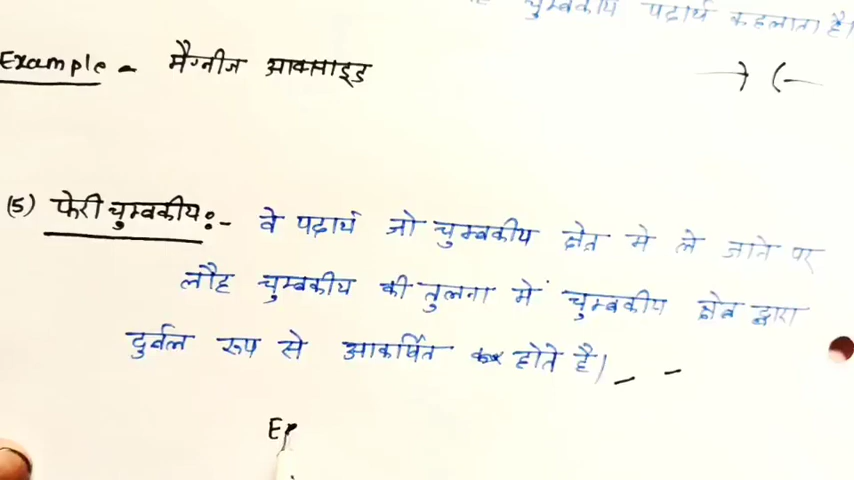 चुम्बकीय पदार्थ कहलाता है।
Example - मैग्नीज आक्साइड
(5) फेरी चुम्बकीय:- वे पदार्थ जो चुम्बकीय क्षेत्र मे ले जाने पर
लौह चुम्बकीय की तुलना में चुम्बकीय क्षेत्र द्वारा
दुर्बल रूप से आकर्षित होते है।